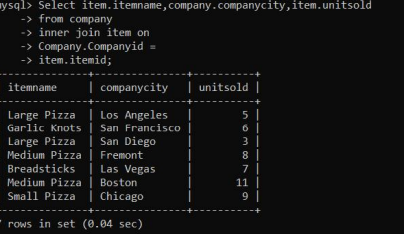 mysql> Select item.itemname,company.companycity,item.unitsold
-> from company
-> inner join item on
-> Company.Companyid =
-> item.itemid;
itemname | companycity | unitsold |
Large Pizza | Los Angeles | 5 |
Garlic Knots | San Francisco | 6 |
Large Pizza | San Diego | 3 |
Medium Pizza | Fremont | 8 |
Breadsticks | Las Vegas | 7 |
Medium Pizza | Boston | 11 |
Small Pizza | Chicago | 9 |
7 rows in set (0.04 sec)